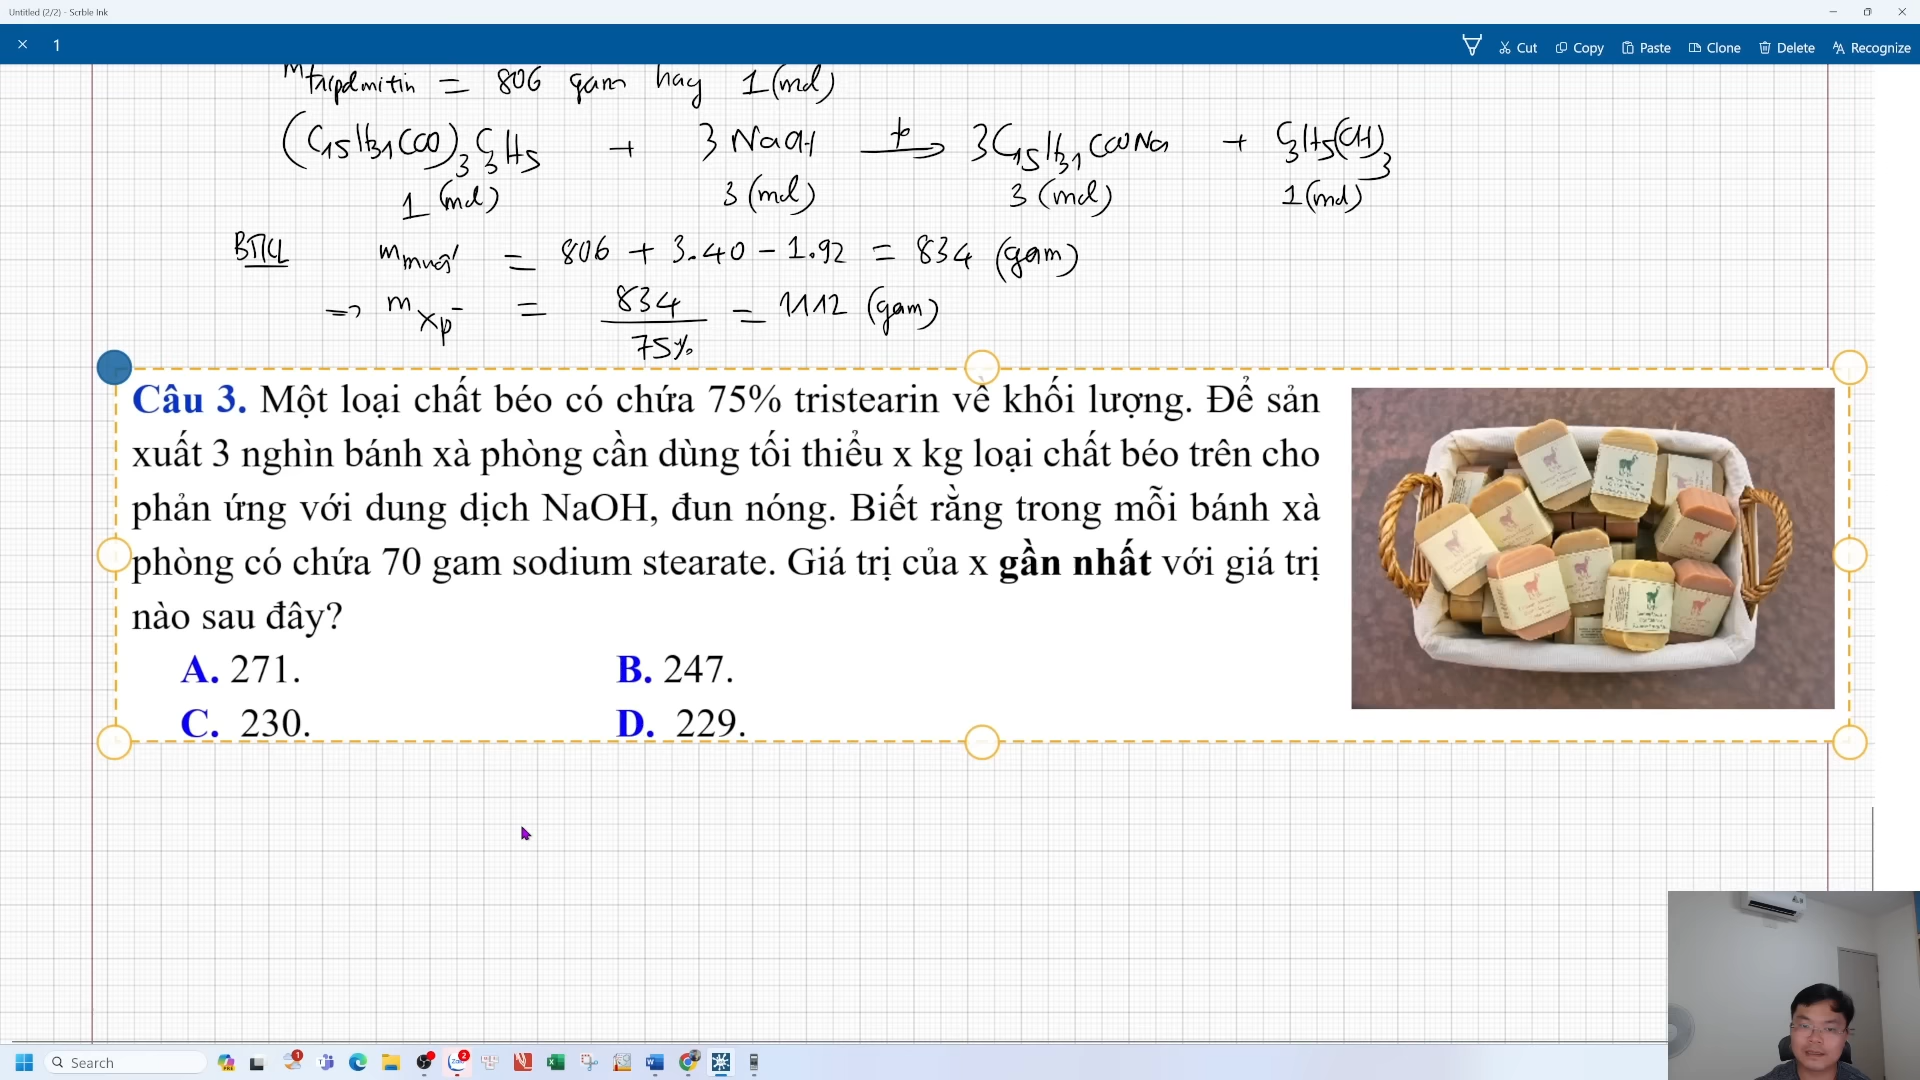 Untitled (2/2) - Scrble Ink
1 Cut Copy Paste Clone Delete Recognize
m tripalmitin = 806 gam hay 1 (mol)
(C15H31COO)3C3H5 + 3 NaOH t° → 3C15H31COONa + C3H5(OH)3
1 (mol) 3 (mol) 3 (mol) 1 (mol)
BTKL m muối = 806 + 3.40 - 1.92 = 834 (gam)
=> m xp = 834 / 75% = 1112 (gam)
Câu 3. Một loại chất béo có chứa 75% tristearin về khối lượng. Để sản
xuất 3 nghìn bánh xà phòng cần dùng tối thiểu x kg loại chất béo trên cho
phản ứng với dung dịch NaOH, đun nóng. Biết rằng trong mỗi bánh xà
phòng có chứa 70 gam sodium stearate. Giá trị của x gần nhất với giá trị
nào sau đây?
A. 271. B. 247.
C. 230. D. 229.
Search